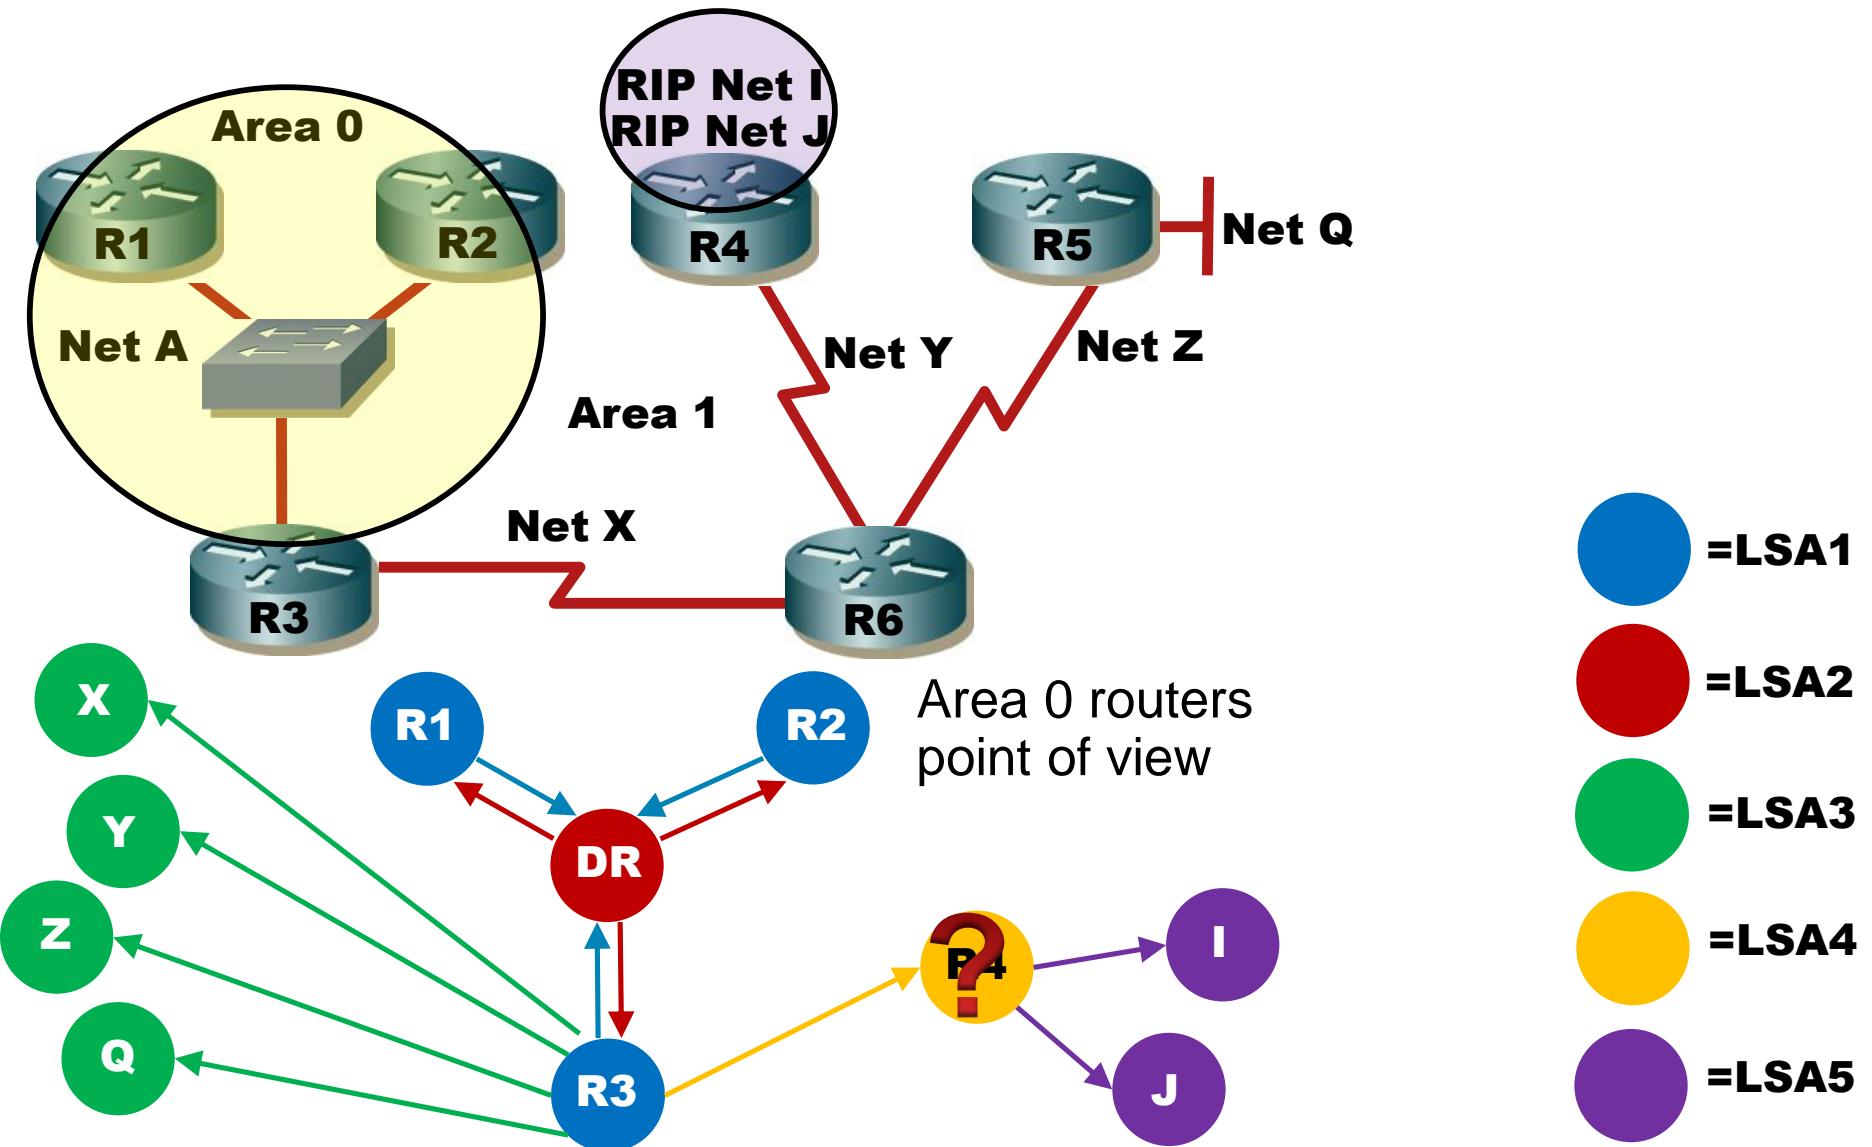 RIP Net I
RIP Net J
Area 0
R1
R2
R4
R5
Net Q
Net A
Net Y
Net Z
Area 1
Net X
R3
R6
=LSA1
=LSA2
=LSA3
=LSA4
=LSA5
Area 0 routers
point of view
X
R1
R2
Y
DR
Z
R4
?
I
Q
R3
J